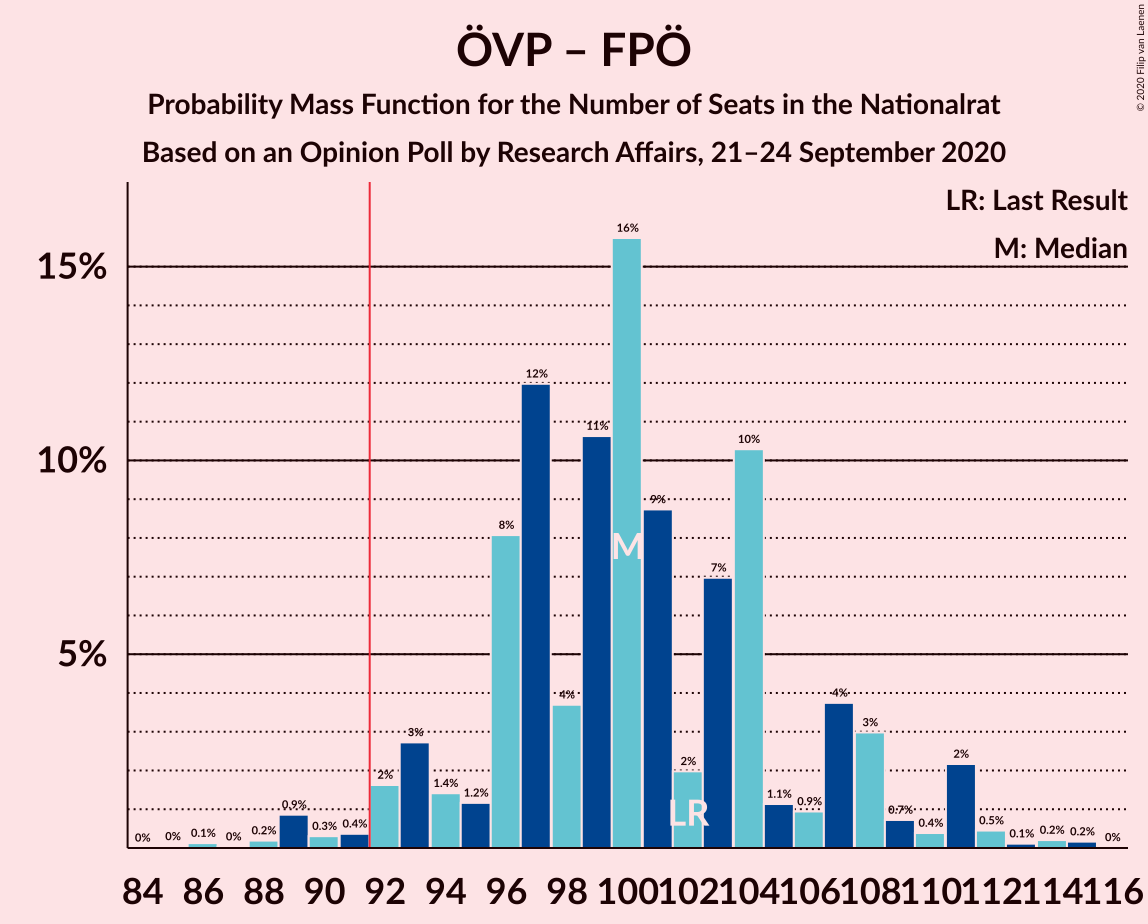 ÖVP – FPÖ
Probability Mass Function for the Number of Seats in the Nationalrat
Based on an Opinion Poll by Research Affairs, 21–24 September 2020
© 2020 Filip van Laenen
LR: Last Result
M: Median
15%
10%
5%
0% 0% 0.1% 0% 0.2% 0.9% 0.3% 0.4% 2% 3% 1.4% 1.2% 8% 12% 4% 11% 16% 9% 2% 7% 10% 1.1% 0.9% 4% 3% 0.7% 0.4% 2% 0.5% 0.1% 0.2% 0.2% 0%
M
LR
84 86 88 90 92 94 96 98 100 102 104 106 108 110 112 114 116